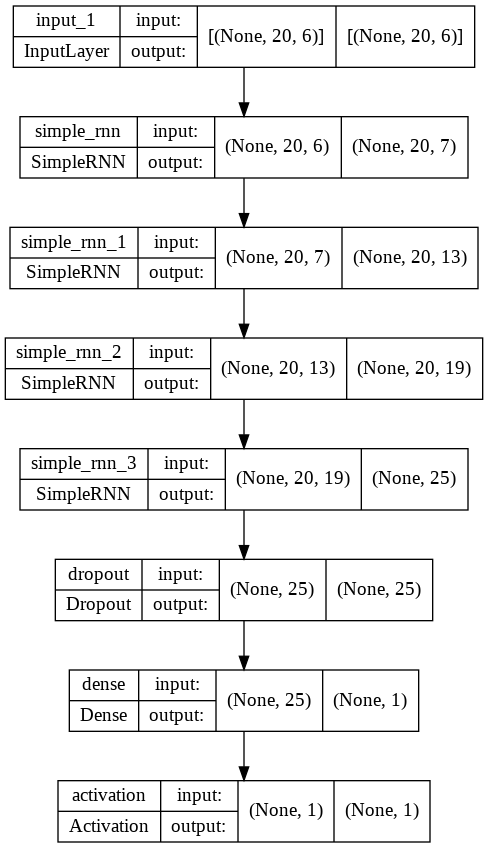 input_1 input: [(None, 20, 6)] [(None, 20, 6)]
InputLayer output:
simple_rnn input: (None, 20, 6) (None, 20, 7)
SimpleRNN output:
simple_rnn_1 input: (None, 20, 7) (None, 20, 13)
SimpleRNN output:
simple_rnn_2 input: (None, 20, 13) (None, 20, 19)
SimpleRNN output:
simple_rnn_3 input: (None, 20, 19) (None, 25)
SimpleRNN output:
dropout input: (None, 25) (None, 25)
Dropout output:
dense input: (None, 25) (None, 1)
Dense output:
activation input: (None, 1) (None, 1)
Activation output: